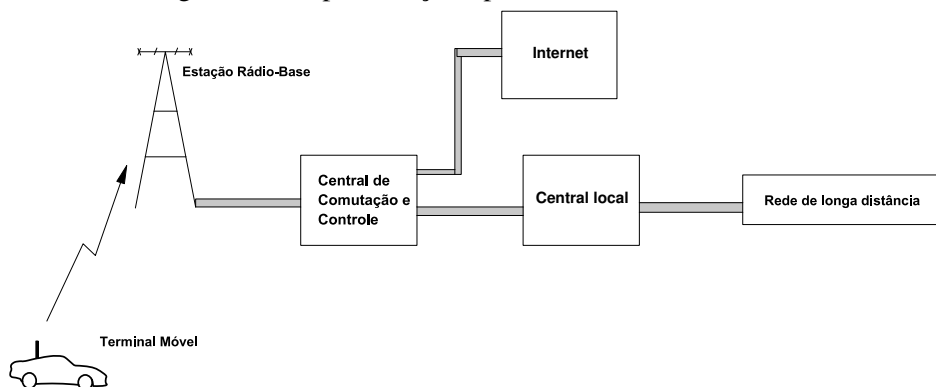 Estação Rádio-Base
Internet
Central de
Comutação e
Controle
Central local
Rede de longa distância
Terminal Móvel